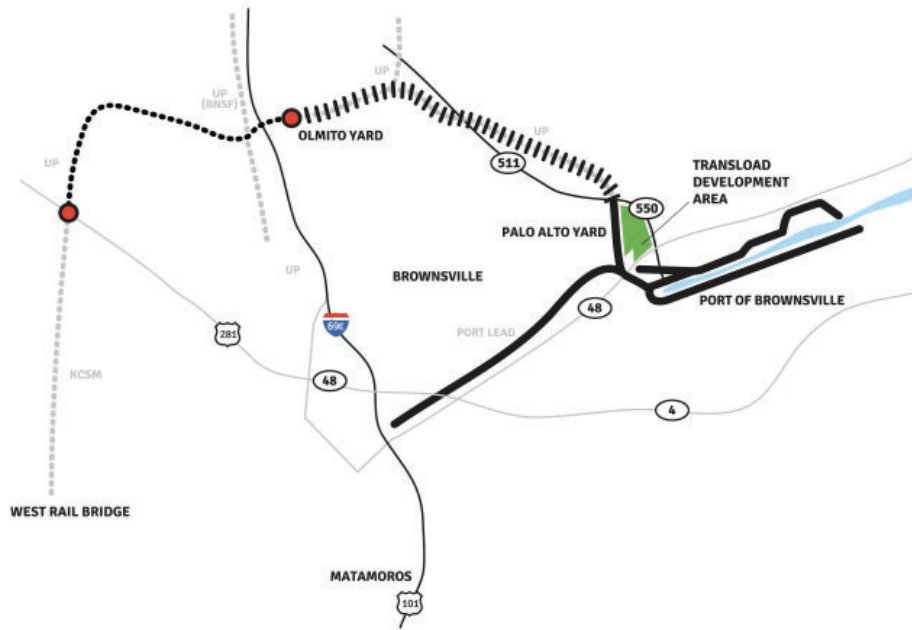 UP
UP
(BNSF)
OLMITO YARD
UP
UP
511
TRANSLOAD
DEVELOPMENT
AREA
550
PALO ALTO YARD
UP
BROWNSVILLE
PORT OF BROWNSVILLE
48
PORT LEAD
69E
281
KCSM
48
4
WEST RAIL BRIDGE
MATAMOROS
101